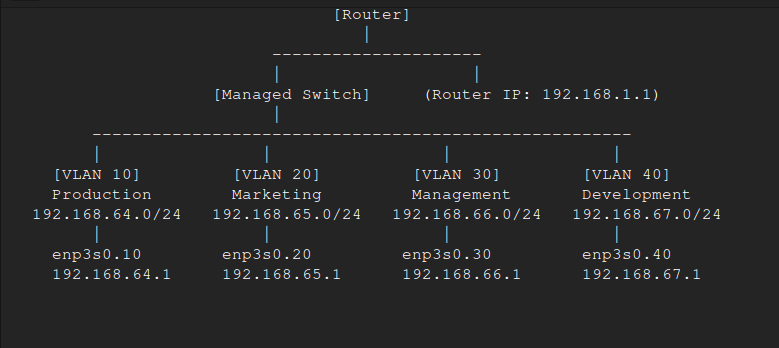 [Router]
[Managed Switch] (Router IP: 192.168.1.1)
[VLAN 10] [VLAN 20] [VLAN 30] [VLAN 40]
Production Marketing Management Development
192.168.64.0/24 192.168.65.0/24 192.168.66.0/24 192.168.67.0/24
enp3s0.10 enp3s0.20 enp3s0.30 enp3s0.40
192.168.64.1 192.168.65.1 192.168.66.1 192.168.67.1